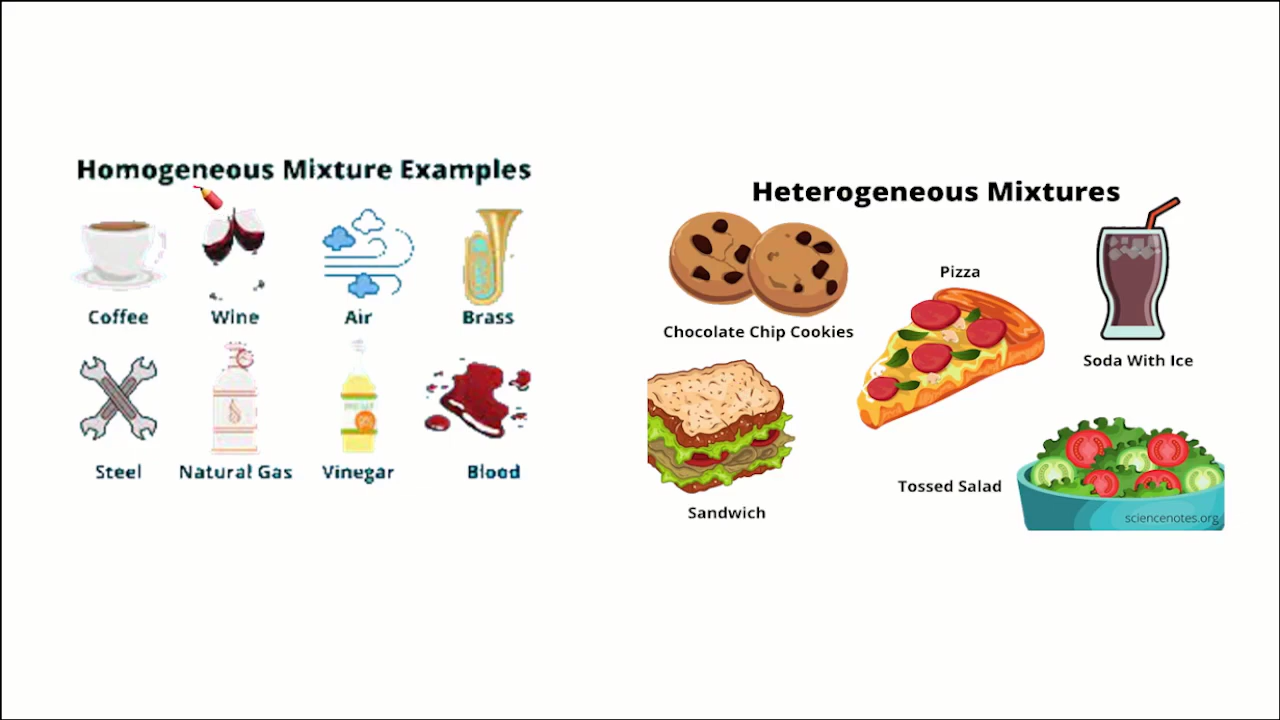 Homogeneous Mixture Examples
Coffee
Wine
Air
Brass
Steel
Natural Gas
Vinegar
Blood
Heterogeneous Mixtures
Pizza
Chocolate Chip Cookies
Soda With Ice
Tossed Salad
Sandwich
sciencenotes.org